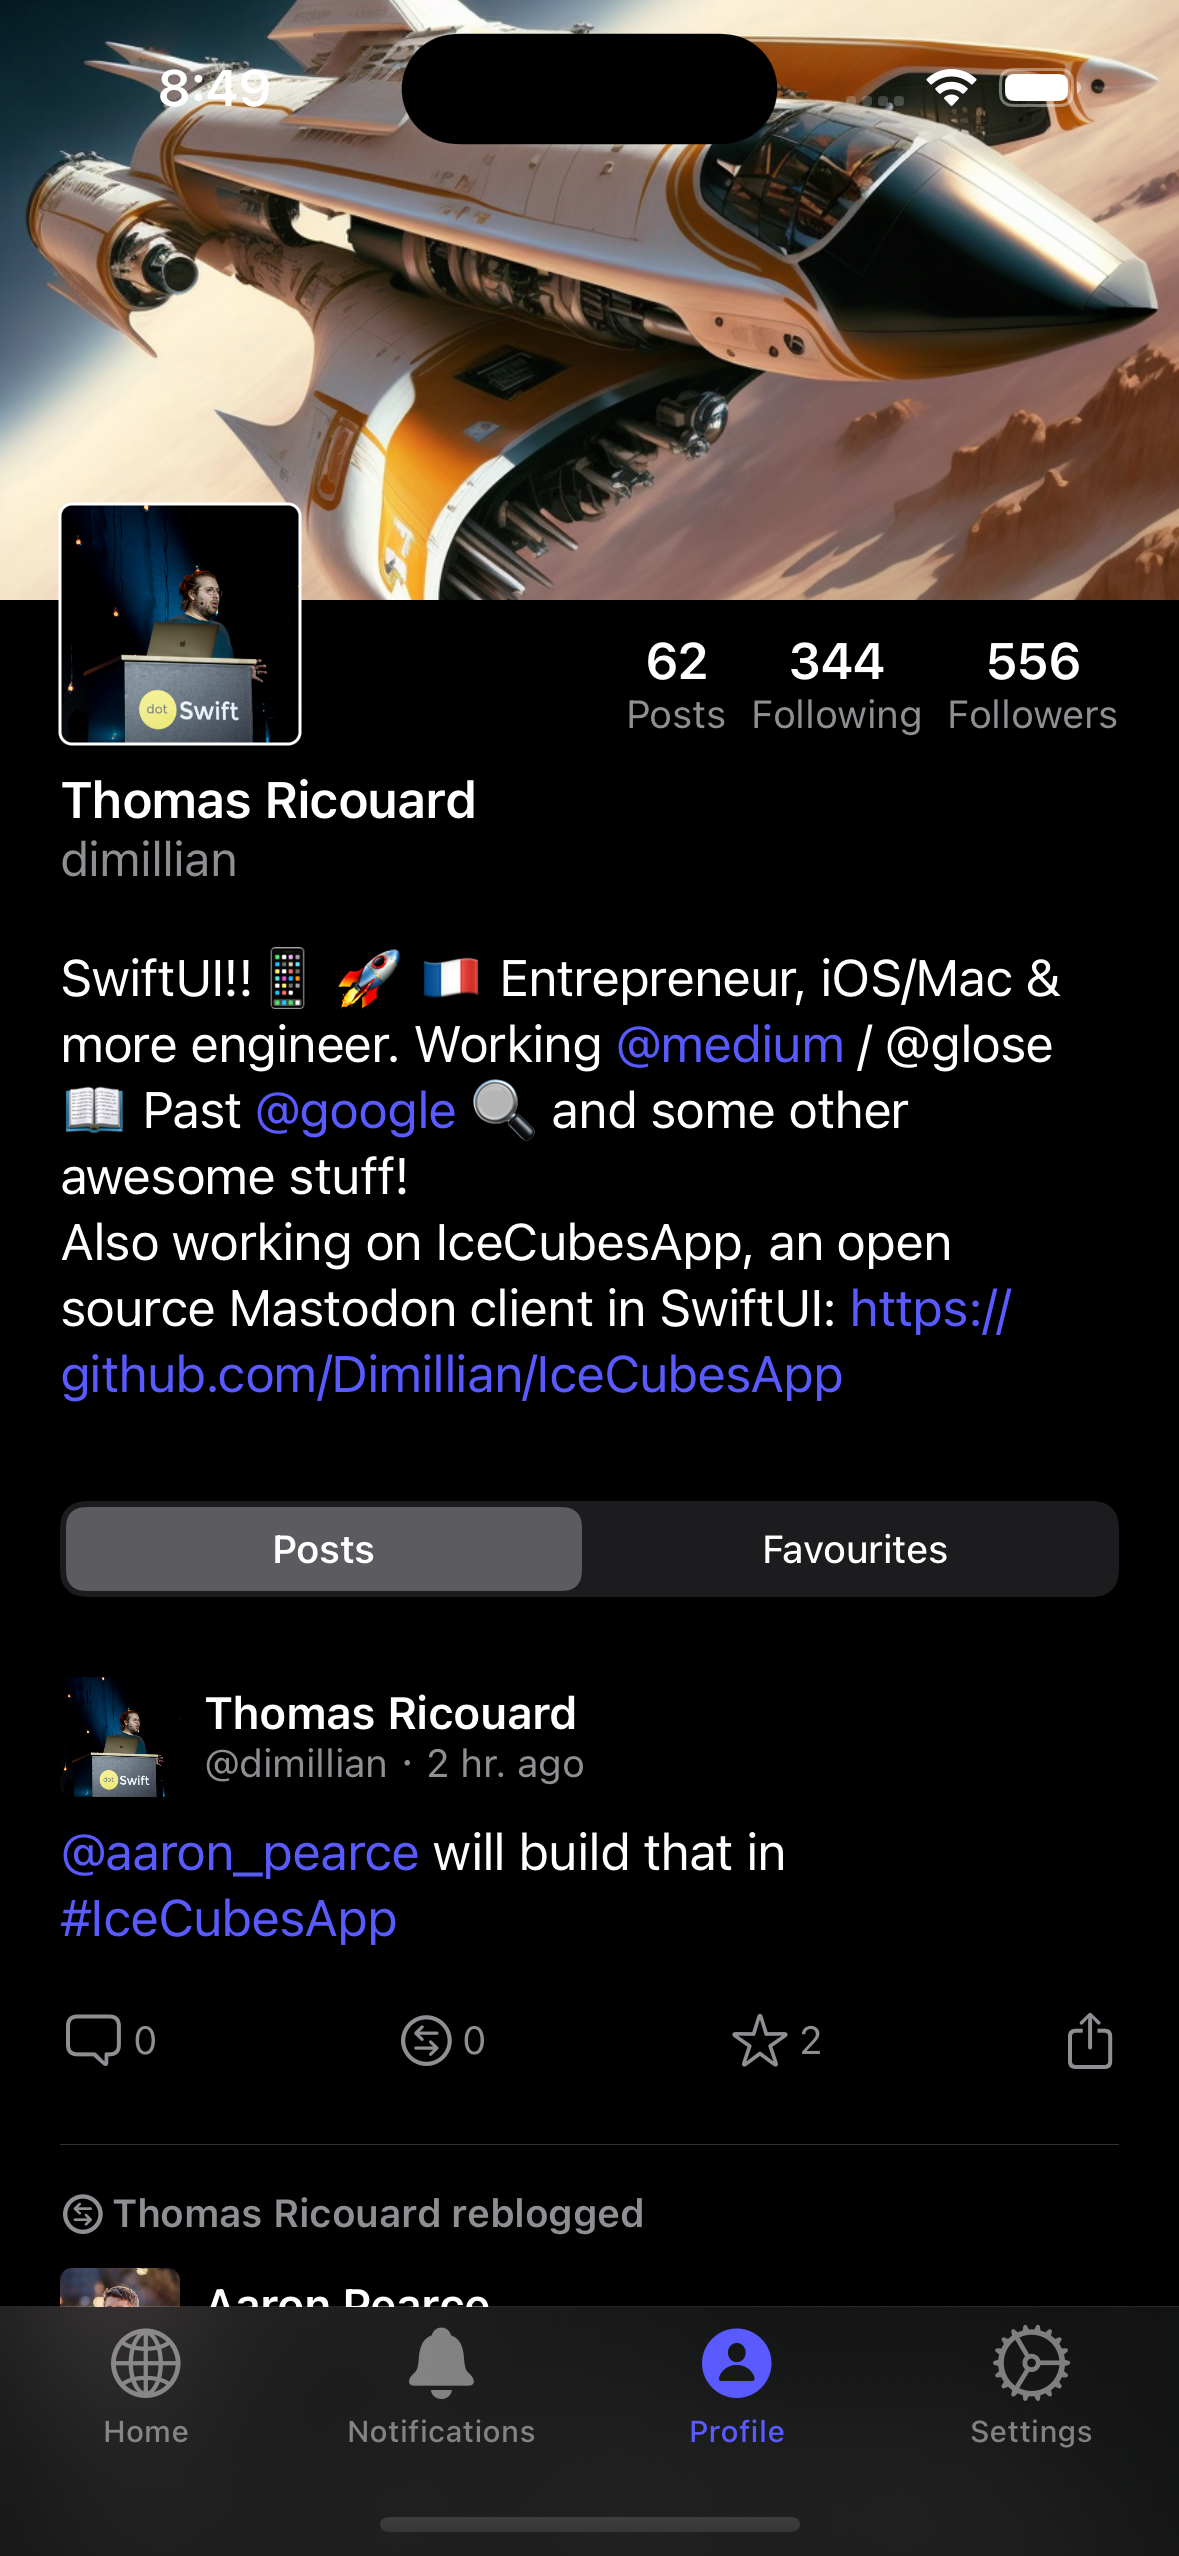 8:49
dot Swift
62 344 556
Posts Following Followers
Thomas Ricouard
dimillian
SwiftUI!!📱 🚀 🇫🇷 Entrepreneur, iOS/Mac &
more engineer. Working @medium / @glose
📖 Past @google 🔍 and some other
awesome stuff!
Also working on IceCubesApp, an open
source Mastodon client in SwiftUI: https://
github.com/Dimillian/IceCubesApp
Posts Favourites
dot Swift
Thomas Ricouard
@dimillian · 2 hr. ago
@aaron_pearce will build that in
#IceCubesApp
0 0 2
Thomas Ricouard reblogged
Aaron Pearce
Home Notifications Profile Settings